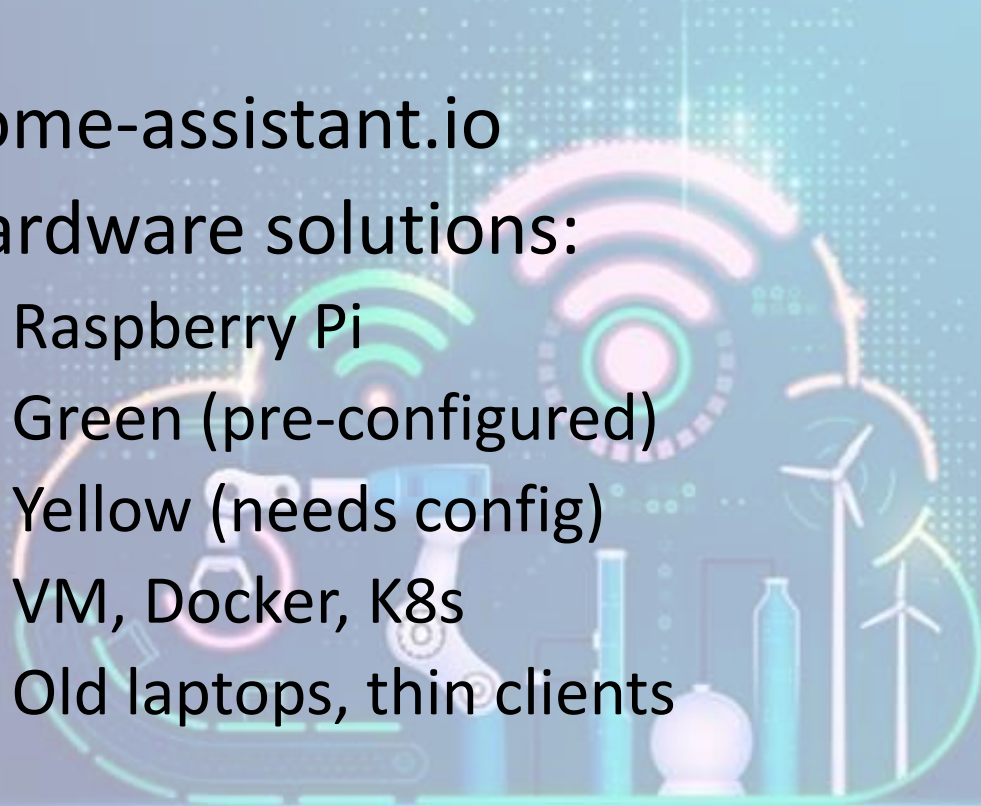 ome-assistant.io
ardware solutions:
Raspberry Pi
Green (pre-configured)
Yellow (needs config)
VM, Docker, K8s
Old laptops, thin clients